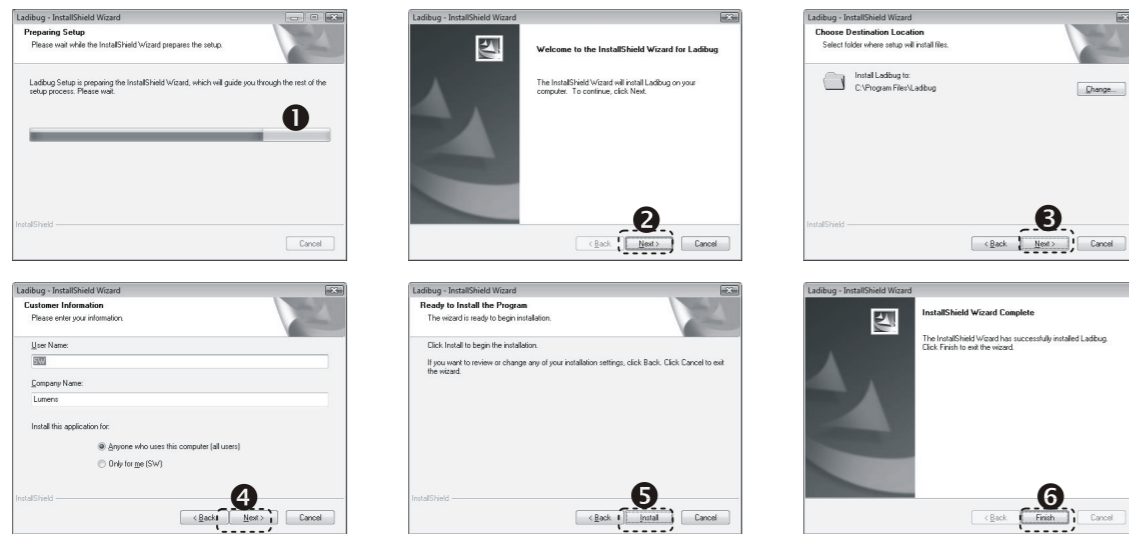 Ladibug - InstallShield Wizard
Preparing Setup
Please wait while the InstallShield Wizard prepares the setup.
Ladibug Setup is preparing the InstallShield Wizard, which will guide you through the rest of the
setup process. Please wait.
1
InstallShield
Cancel
Ladibug - InstallShield Wizard
Welcome to the InstallShield Wizard for Ladibug
The InstallShield Wizard will install Ladibug on your
computer. To continue, click Next.
2
< Back Next > Cancel
Ladibug - InstallShield Wizard
Choose Destination Location
Select folder where setup will install files.
Install Ladibug to:
C:\Program Files\Ladibug
Change...
3
InstallShield
< Back Next > Cancel
Ladibug - InstallShield Wizard
Customer Information
Please enter your information.
User Name:
SW
Company Name:
Lumens
Install this application for:
Anyone who uses this computer (all users)
Only for me (SW)
4
InstallShield
< Back Next > Cancel
Ladibug - InstallShield Wizard
Ready to Install the Program
The wizard is ready to begin installation.
Click Install to begin the installation.
If you want to review or change any of your installation settings, click Back. Click Cancel to exit
the wizard.
5
InstallShield
< Back Install Cancel
Ladibug - InstallShield Wizard
InstallShield Wizard Complete
The InstallShield Wizard has successfully installed Ladibug.
Click Finish to exit the wizard.
6
< Back Finish Cancel